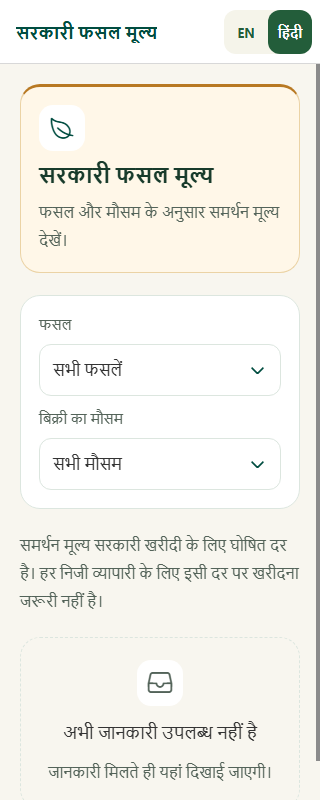 सरकारी फसल मूल्य
EN
हिंदी
सरकारी फसल मूल्य
फसल और मौसम के अनुसार समर्थन मूल्य
देखें।
फसल
सभी फसलें
बिक्री का मौसम
सभी मौसम
समर्थन मूल्य सरकारी खरीदी के लिए घोषित दर
है। हर निजी व्यापारी के लिए इसी दर पर खरीदना
जरूरी नहीं है।
अभी जानकारी उपलब्ध नहीं है
जानकारी मिलते ही यहां दिखाई जाएगी।